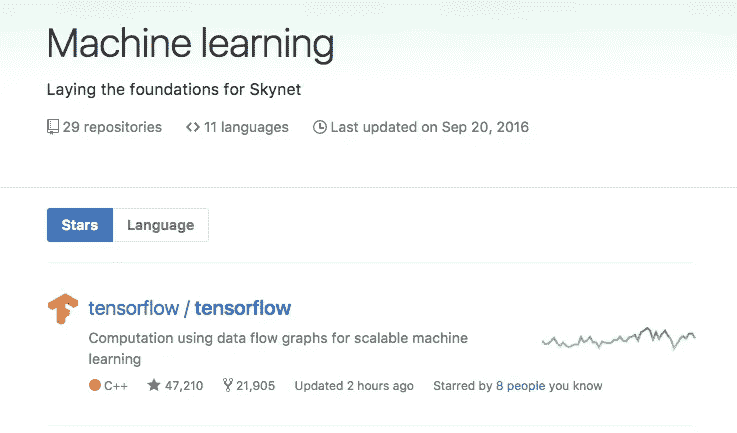 Machine learning
Laying the foundations for Skynet
29 repositories <> 11 languages Last updated on Sep 20, 2016
Stars Language
tensorflow / tensorflow
Computation using data flow graphs for scalable machine
learning
C++ 47,210 21,905 Updated 2 hours ago Starred by 8 people you know